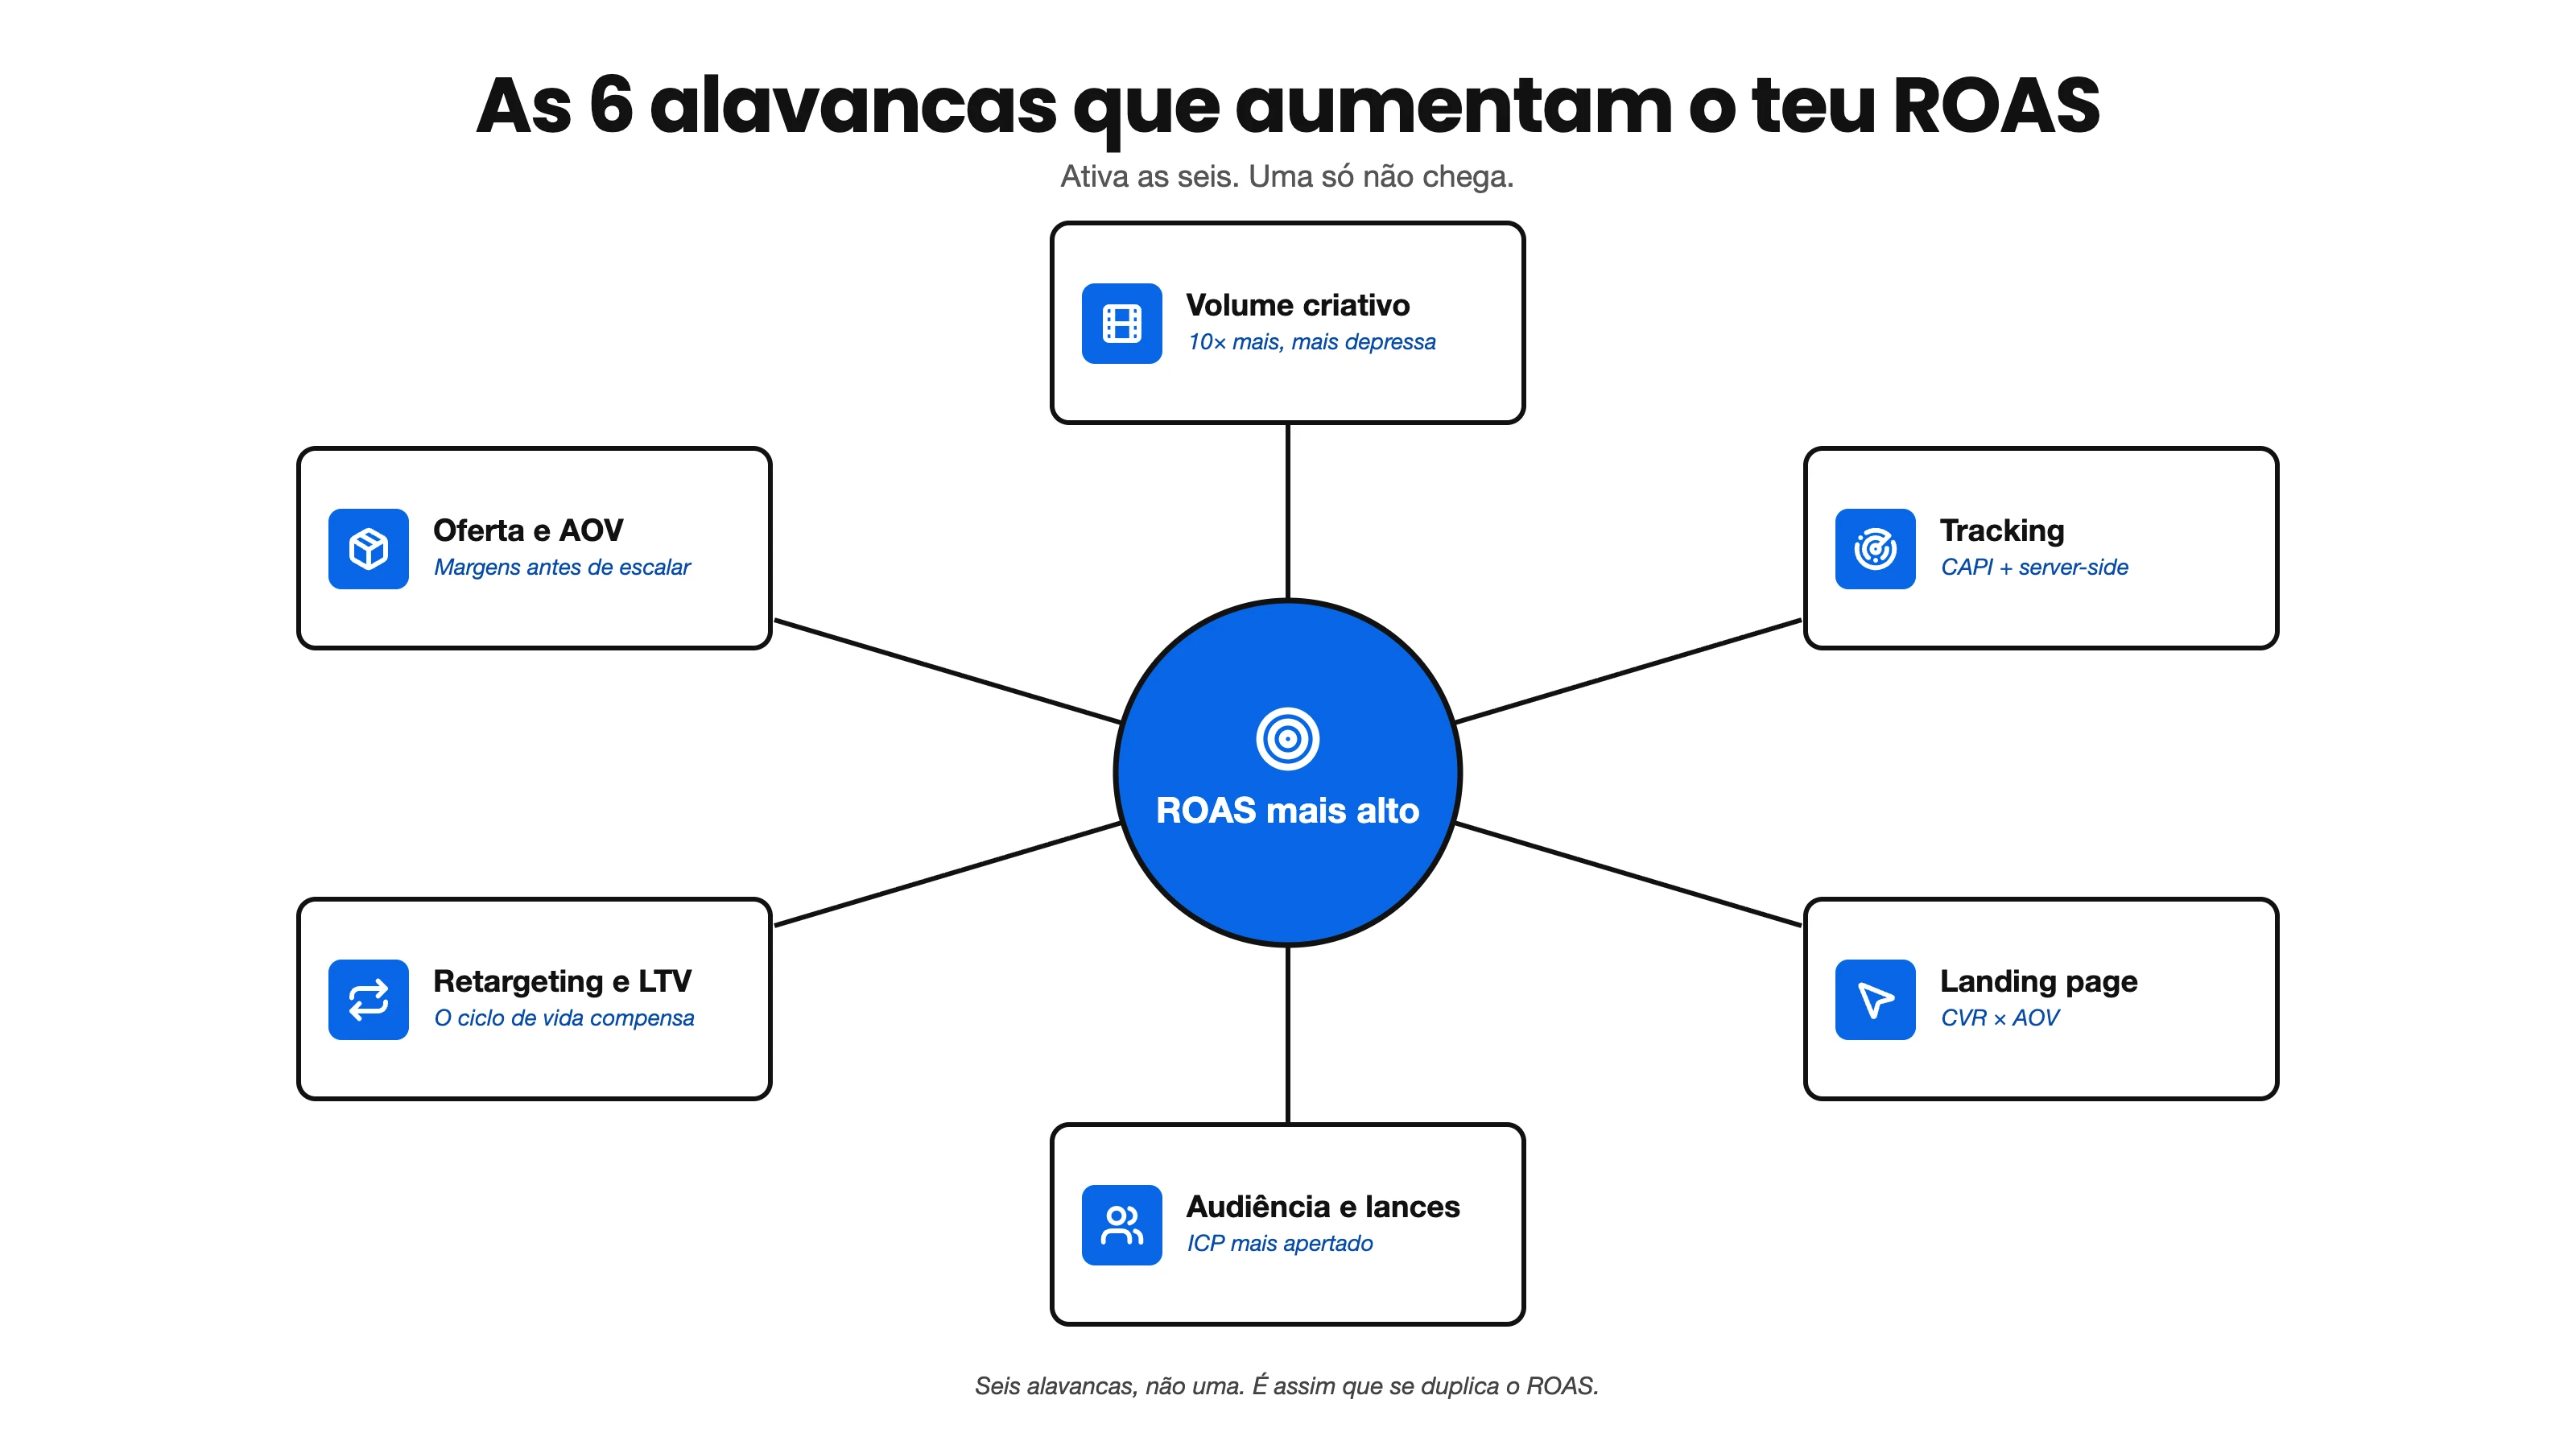 As 6 alavancas que aumentam o teu ROAS
Ativa as seis. Uma só não chega.
Volume criativo
10× mais, mais depressa
Oferta e AOV
Margens antes de escalar
Tracking
CAPI + server-side
ROAS mais alto
Retargeting e LTV
O ciclo de vida compensa
Landing page
CVR × AOV
Audiência e lances
ICP mais apertado
Seis alavancas, não uma. É assim que se duplica o ROAS.